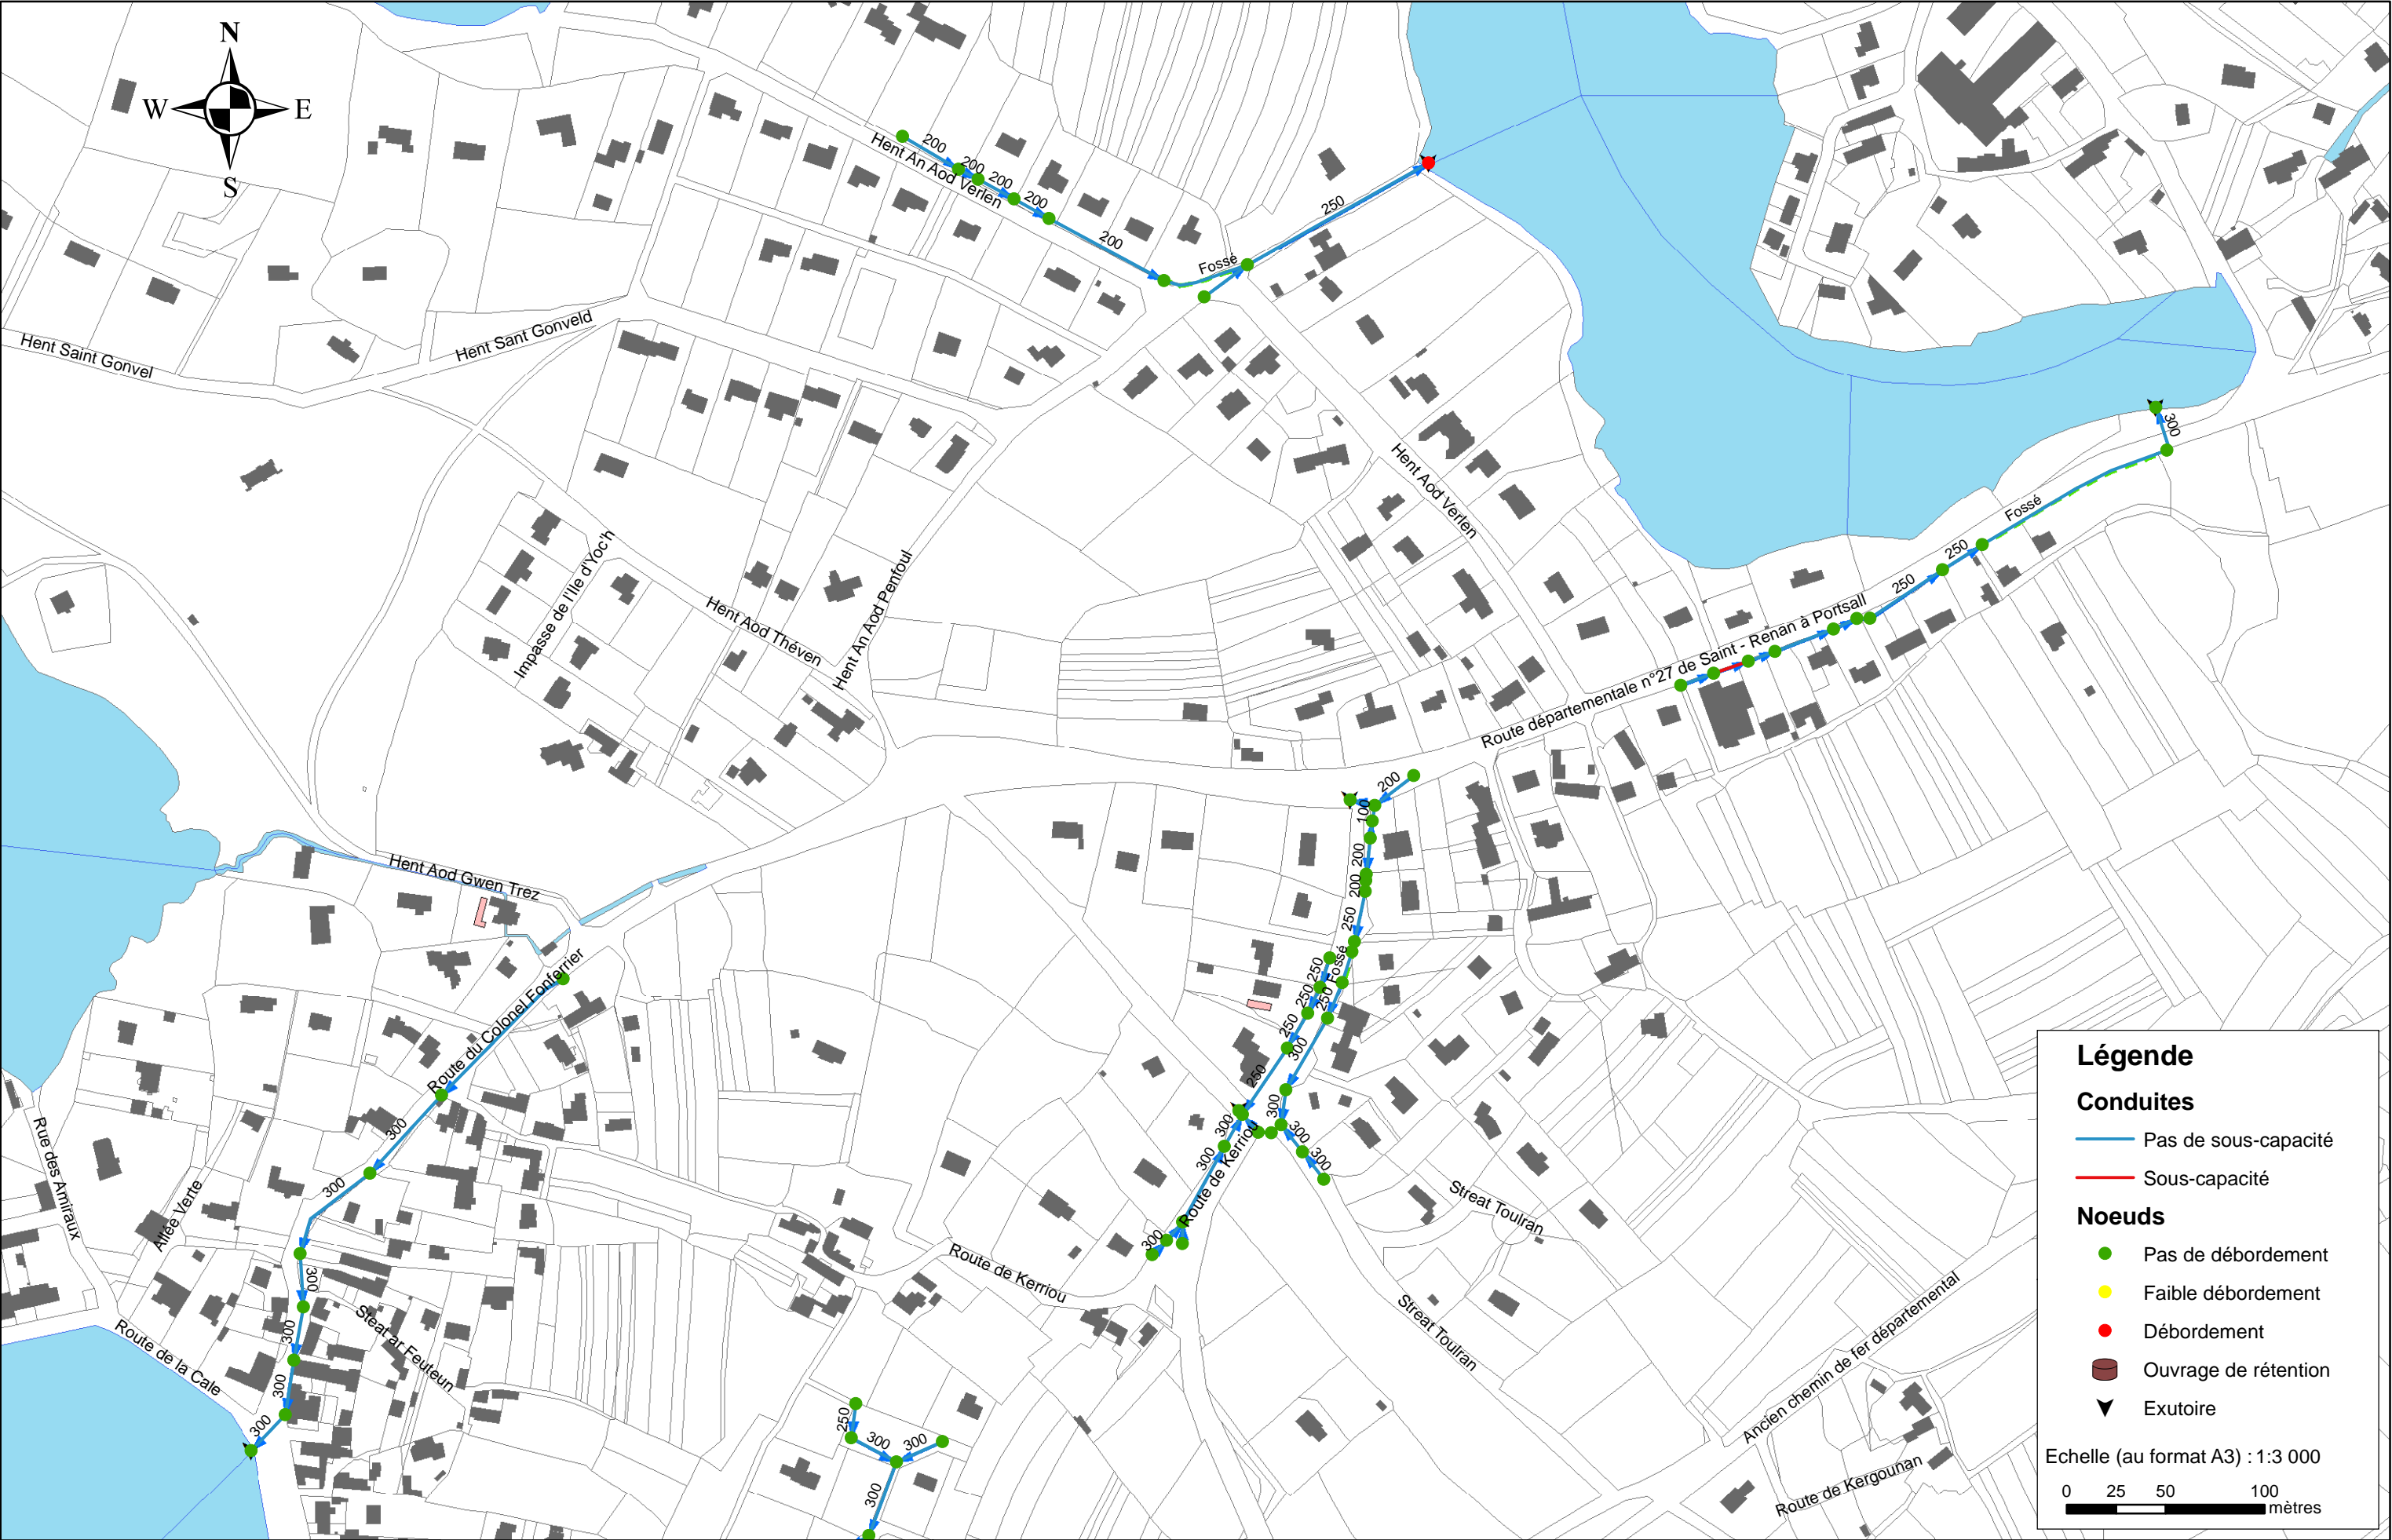 N
W E
S
200
Hent An Aod Verlen
200
200
200
200
250
Fossé
Hent Saint Gonvel
Hent Sant Gonveld
300
Hent Aod Verlen
Fossé
250
250
Impasse de l'Ile d'Yoc'h
Hent Aod Théven
Hent An Aod Penfoul
Route départementale n°27 de Saint - Renan à Portsall
200
100
200
200
250
Hent Aod Gwen Trez
Fossé
250
250
250
250
300
250
Route du Colonel Fonferrier
300
300
300
300
300
300
Route de Kerriou
Rue des Amiraux
Allée Verte
300
300
300
300
300
Streat Toulran
Route de Kerriou
Streat Toulran
Steat ar Feuteun
Route de la Cale
300
300
Ancien chemin de fer départemental
Route de Kergounan
250
300
300
300
Légende
Conduites
Pas de sous-capacité
Sous-capacité
Noeuds
Pas de débordement
Faible débordement
Débordement
Ouvrage de rétention
Exutoire
Echelle (au format A3) : 1:3 000
0 25 50 100
mètres